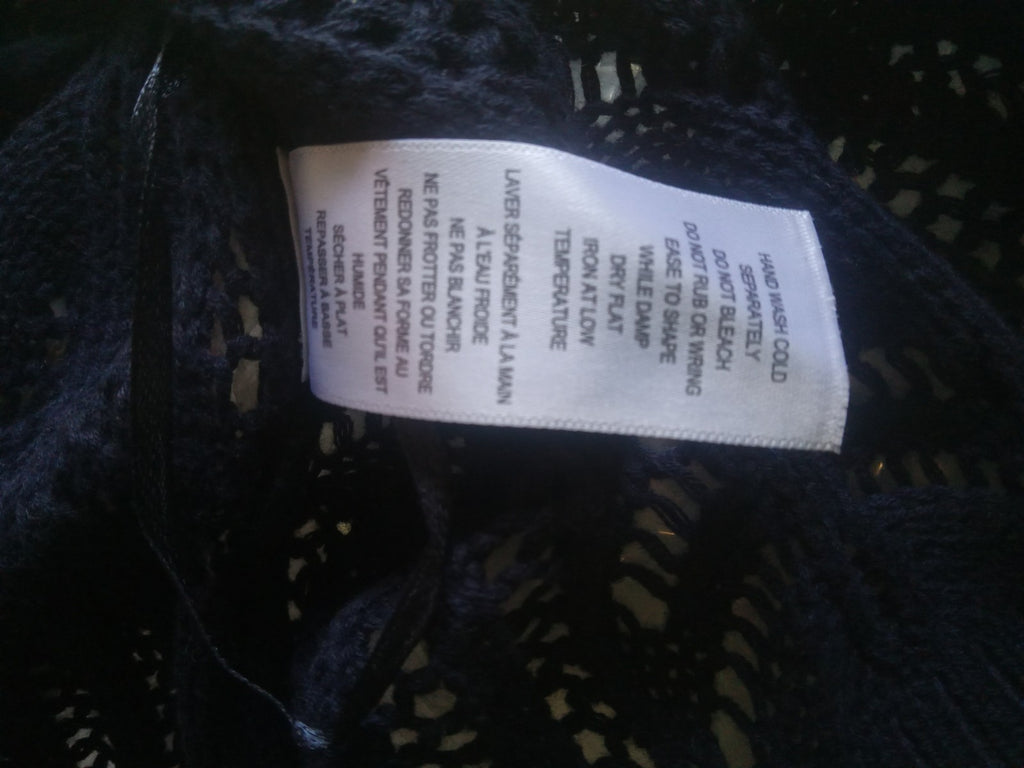 HAND WASH COLD
SEPARATELY
DO NOT BLEACH
DO NOT RUB OR WRING
EASE TO SHAPE
WHILE DAMP
DRY FLAT
IRON AT LOW
TEMPERATURE
LAVER SÉPARÉMENT À LA MAIN
À L'EAU FROIDE
NE PAS BLANCHIR
NE PAS FROTTER OU TORDRE
REDONNER SA FORME AU
VÊTEMENT PENDANT QU'IL EST
HUMIDE
SÉCHER À PLAT
REPASSER À BASSE
TEMPÉRATURE